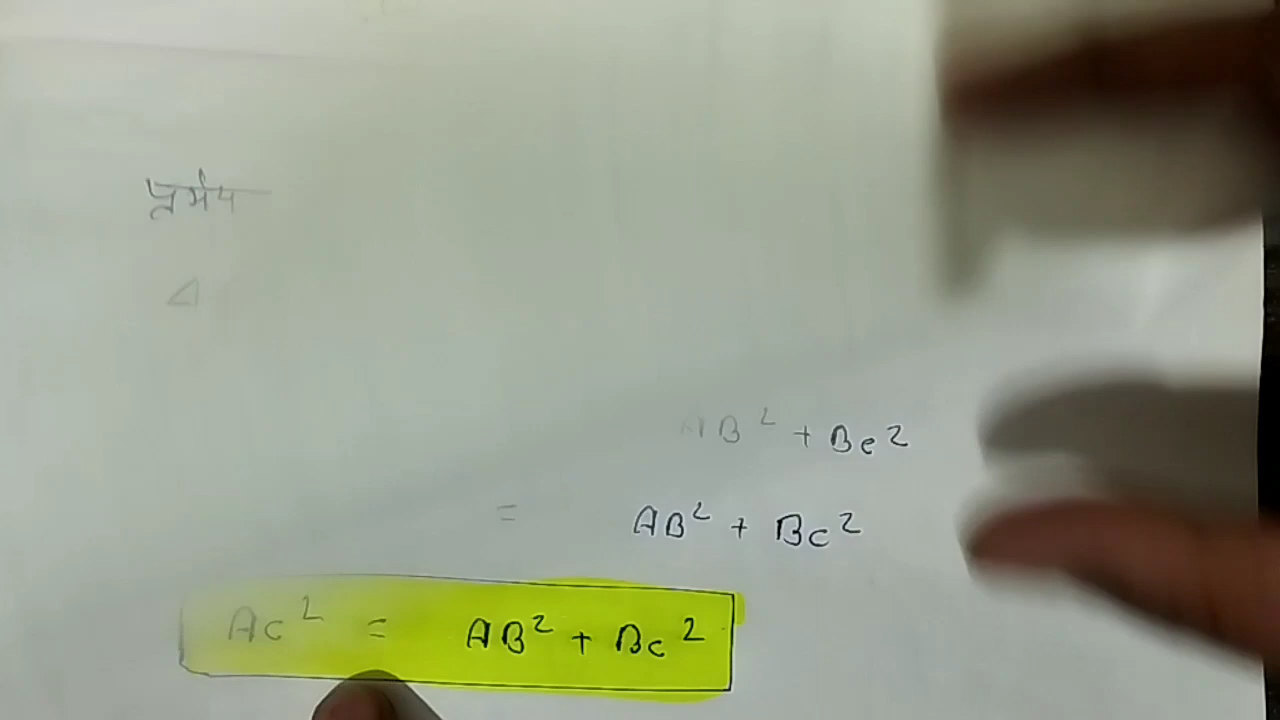 प्रमेय
Δ
AB² + BC²
= AB² + BC²
AC² = AB² + BC²